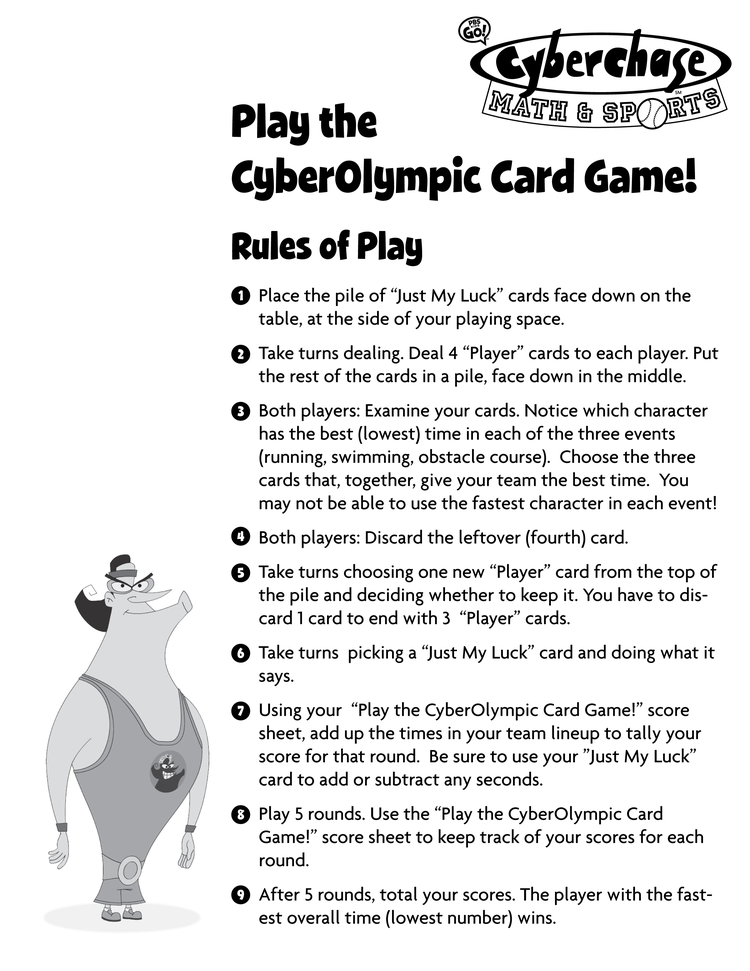 PBS
KIDS
GO!
Cyberchase
SM
MATH & SPORTS
Play the
CyberOlympic Card Game!
Rules of Play
1 Place the pile of “Just My Luck” cards face down on the
table, at the side of your playing space.
2 Take turns dealing. Deal 4 “Player” cards to each player. Put
the rest of the cards in a pile, face down in the middle.
3 Both players: Examine your cards. Notice which character
has the best (lowest) time in each of the three events
(running, swimming, obstacle course).  Choose the three
cards that, together, give your team the best time.  You
may not be able to use the fastest character in each event!
4 Both players: Discard the leftover (fourth) card.
5 Take turns choosing one new “Player” card from the top of
the pile and deciding whether to keep it. You have to dis-
card 1 card to end with 3  “Player” cards.
6 Take turns  picking a “Just My Luck” card and doing what it
says.
7 Using your  “Play the CyberOlympic Card Game!” score
sheet, add up the times in your team lineup to tally your
score for that round.  Be sure to use your ”Just My Luck”
card to add or subtract any seconds.
8 Play 5 rounds. Use the “Play the CyberOlympic Card
Game!” score sheet to keep track of your scores for each
round.
9 After 5 rounds, total your scores. The player with the fast-
est overall time (lowest number) wins.